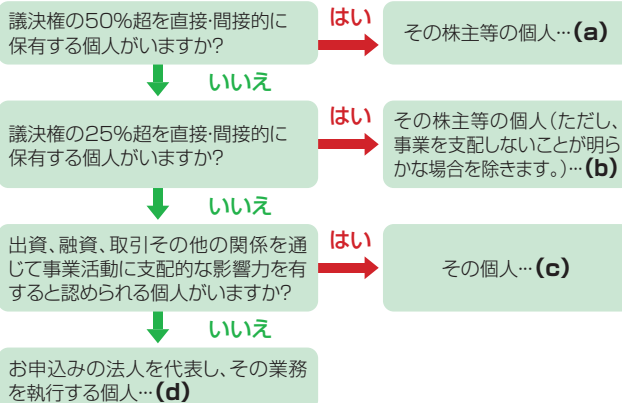 議決権の50%超を直接・間接的に
保有する個人がいますか?
はい
その株主等の個人…(a)
いいえ
議決権の25%超を直接・間接的に
保有する個人がいますか?
はい
その株主等の個人(ただし、
事業を支配しないことが明ら
かな場合を除きます。)…(b)
いいえ
出資、融資、取引その他の関係を通
じて事業活動に支配的な影響力を有
すると認められる個人がいますか?
はい
その個人…(c)
いいえ
お申込みの法人を代表し、その業務
を執行する個人…(d)